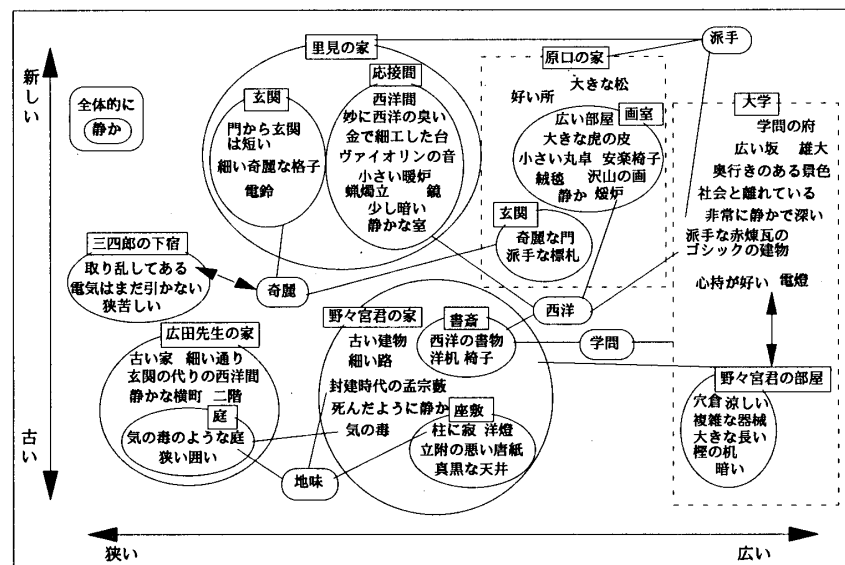 新しい
古い
狭い
広い
全体的に
静か
里見の家
玄関
門から玄関
は短い
細い奇麗な格子
電鈴
応接間
西洋間
妙に西洋の臭い
金で細工した台
ヴァイオリンの音
小さい暖炉
蝋燭立 鏡
少し暗い
静かな室
派手
原口の家
大きな松
好い所
画室
広い部屋
大きな虎の皮
小さい丸卓 安楽椅子
絨毯 沢山の画
静か 煖炉
玄関
奇麗な門
派手な標札
大学
学問の府
広い坂 雄大
奥行きのある景色
社会と離れている
非常に静かで深い
派手な赤煉瓦の
ゴシックの建物
心持が好い 電燈
三四郎の下宿
取り乱してある
電気はまだ引かない
狭苦しい
奇麗
西洋
学問
地味
広田先生の家
古い家 細い通り
玄関の代りの西洋間
静かな横町 二階
庭
気の毒のような庭
狭い囲い
野々宮君の家
古い建物
細い路
封建時代の孟宗藪
死んだように静か
気の毒
書斎
西洋の書物
洋机 椅子
座敷
柱に寂 洋燈
立附の悪い唐紙
真黒な天井
野々宮君の部屋
穴倉 涼しい
複雑な器械
大きな長い
樫の机
暗い